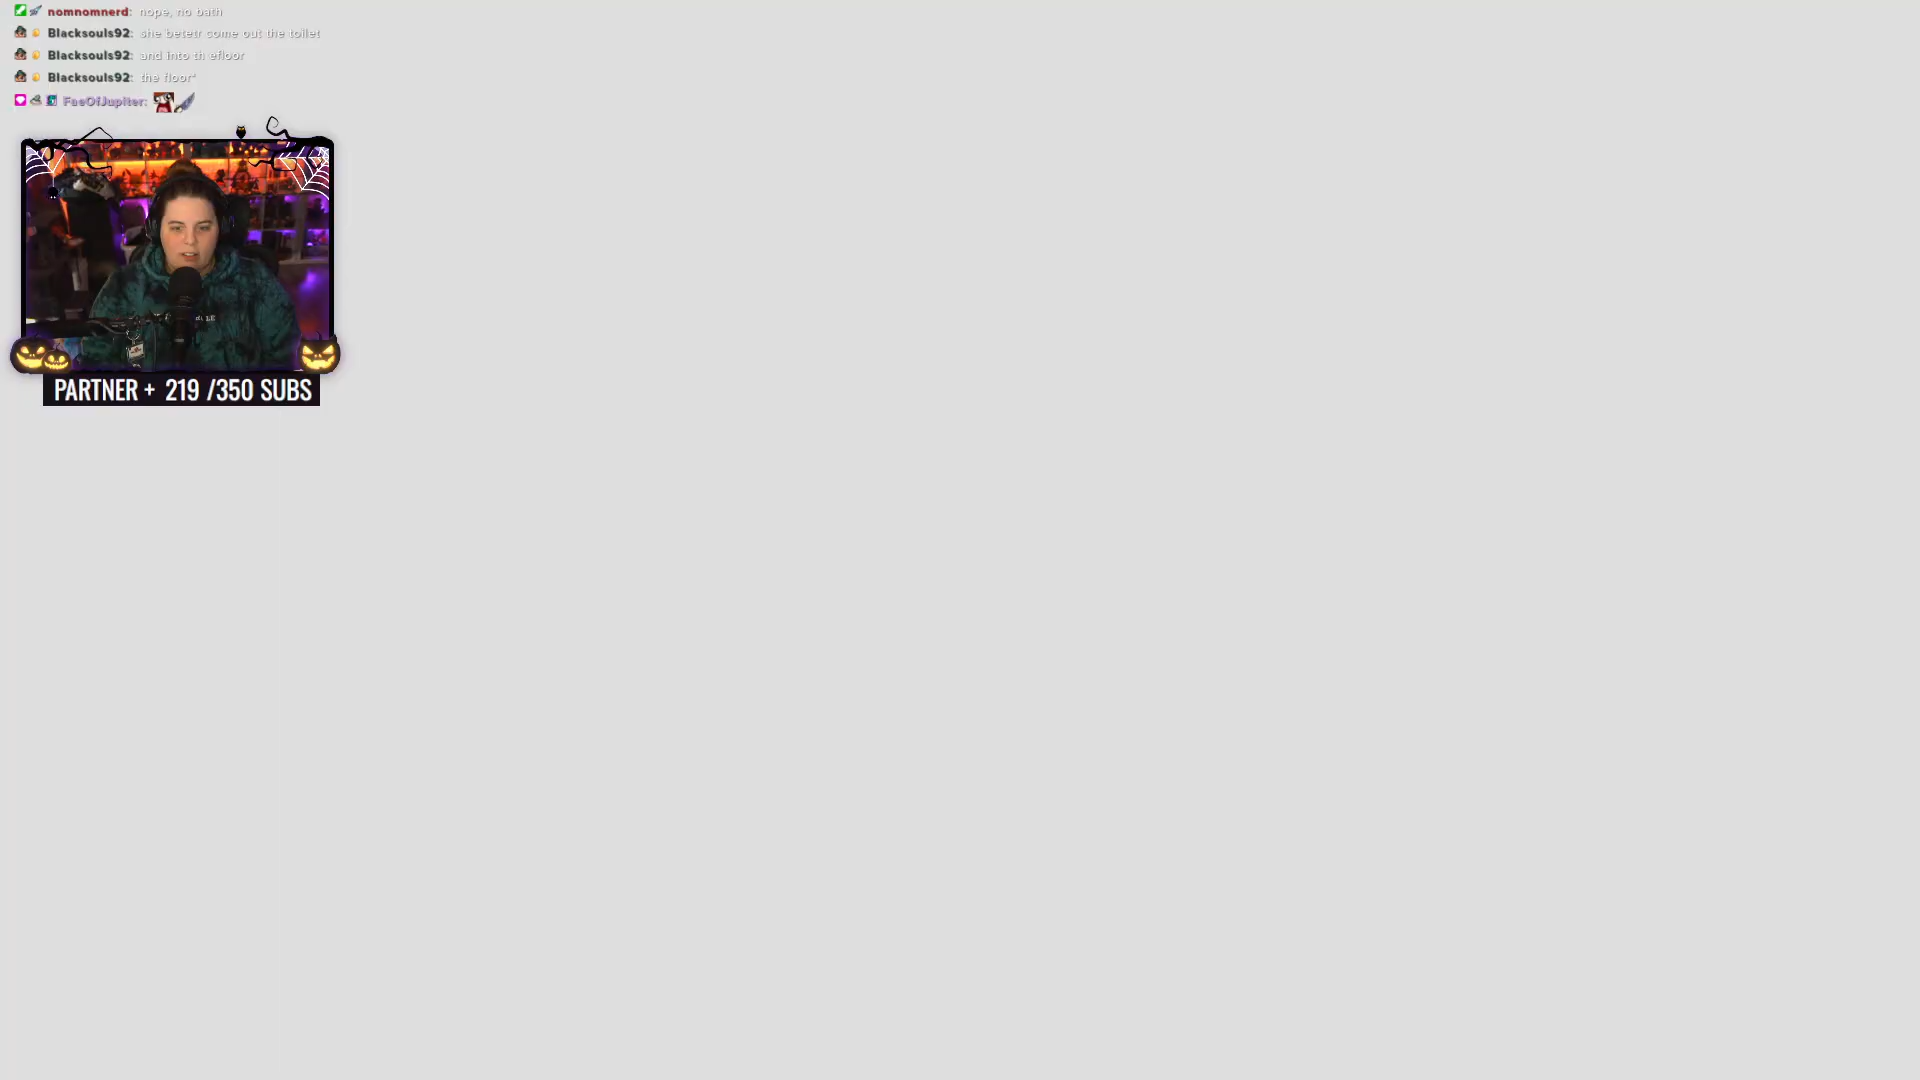 nomnomnerd: nope, no bath
Blacksouls92: she betetr come out the toilet
Blacksouls92: and into th efloor
Blacksouls92: the floor*
FaeOfJupiter:
PARTNER + 219 /350 SUBS